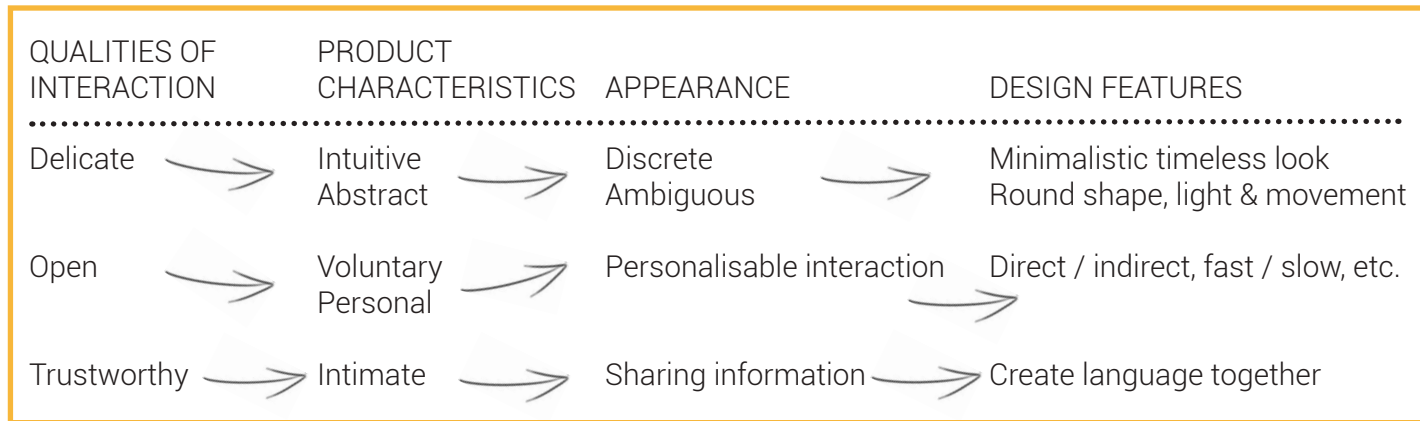 QUALITIES OF INTERACTION
PRODUCT CHARACTERISTICS
APPEARANCE
DESIGN FEATURES
Delicate
Intuitive
Abstract
Discrete
Ambiguous
Minimalistic timeless look
Round shape, light & movement
Open
Voluntary
Personal
Personalisable interaction
Direct / indirect, fast / slow, etc.
Trustworthy
Intimate
Sharing information
Create language together